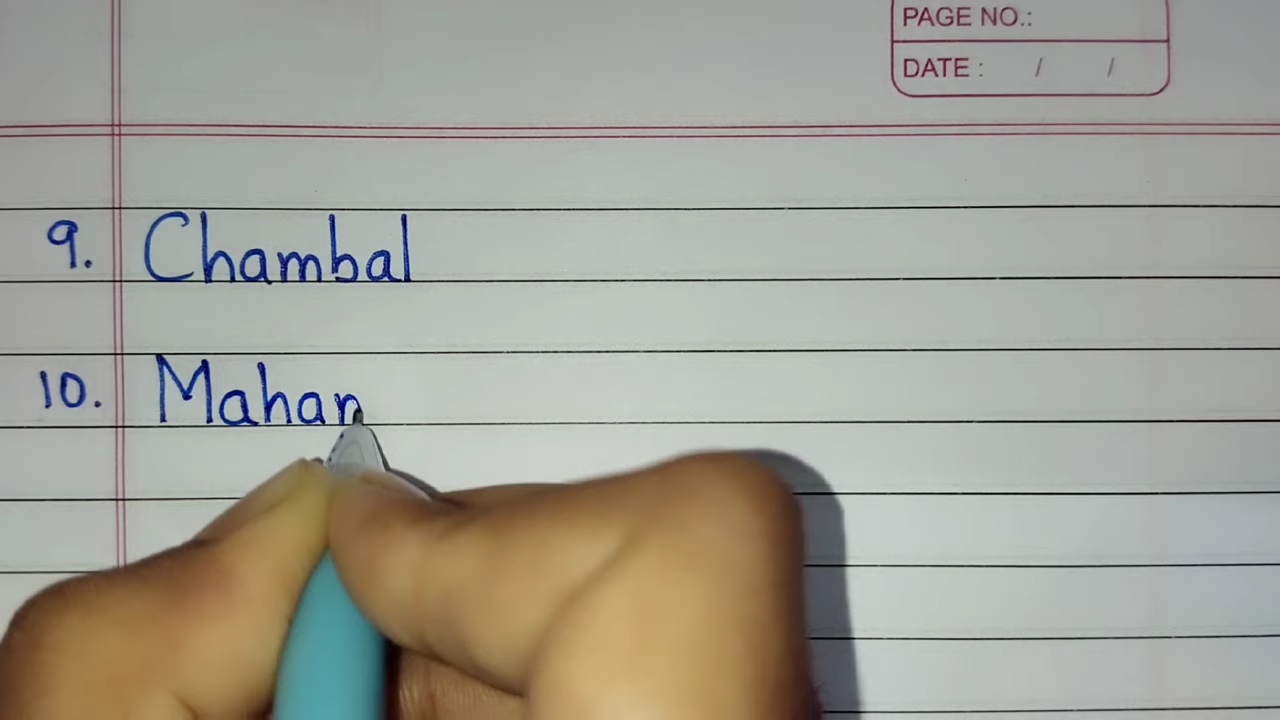 PAGE NO.:
DATE : / /
9. Chambal
10. Mahan